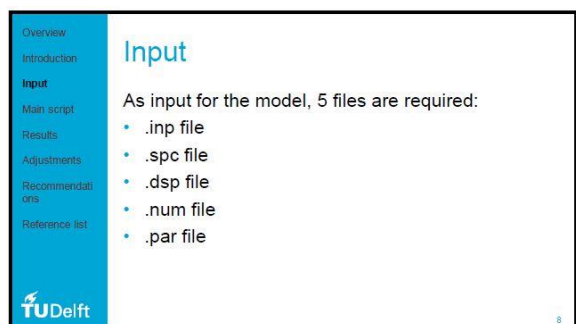 Overview
Introduction
Input
Main script
Results
Adjustments
Recommendati
ons
Reference list
TUDelft
Input
As input for the model, 5 files are required:
• .inp file
• .spc file
• .dsp file
• .num file
• .par file
8